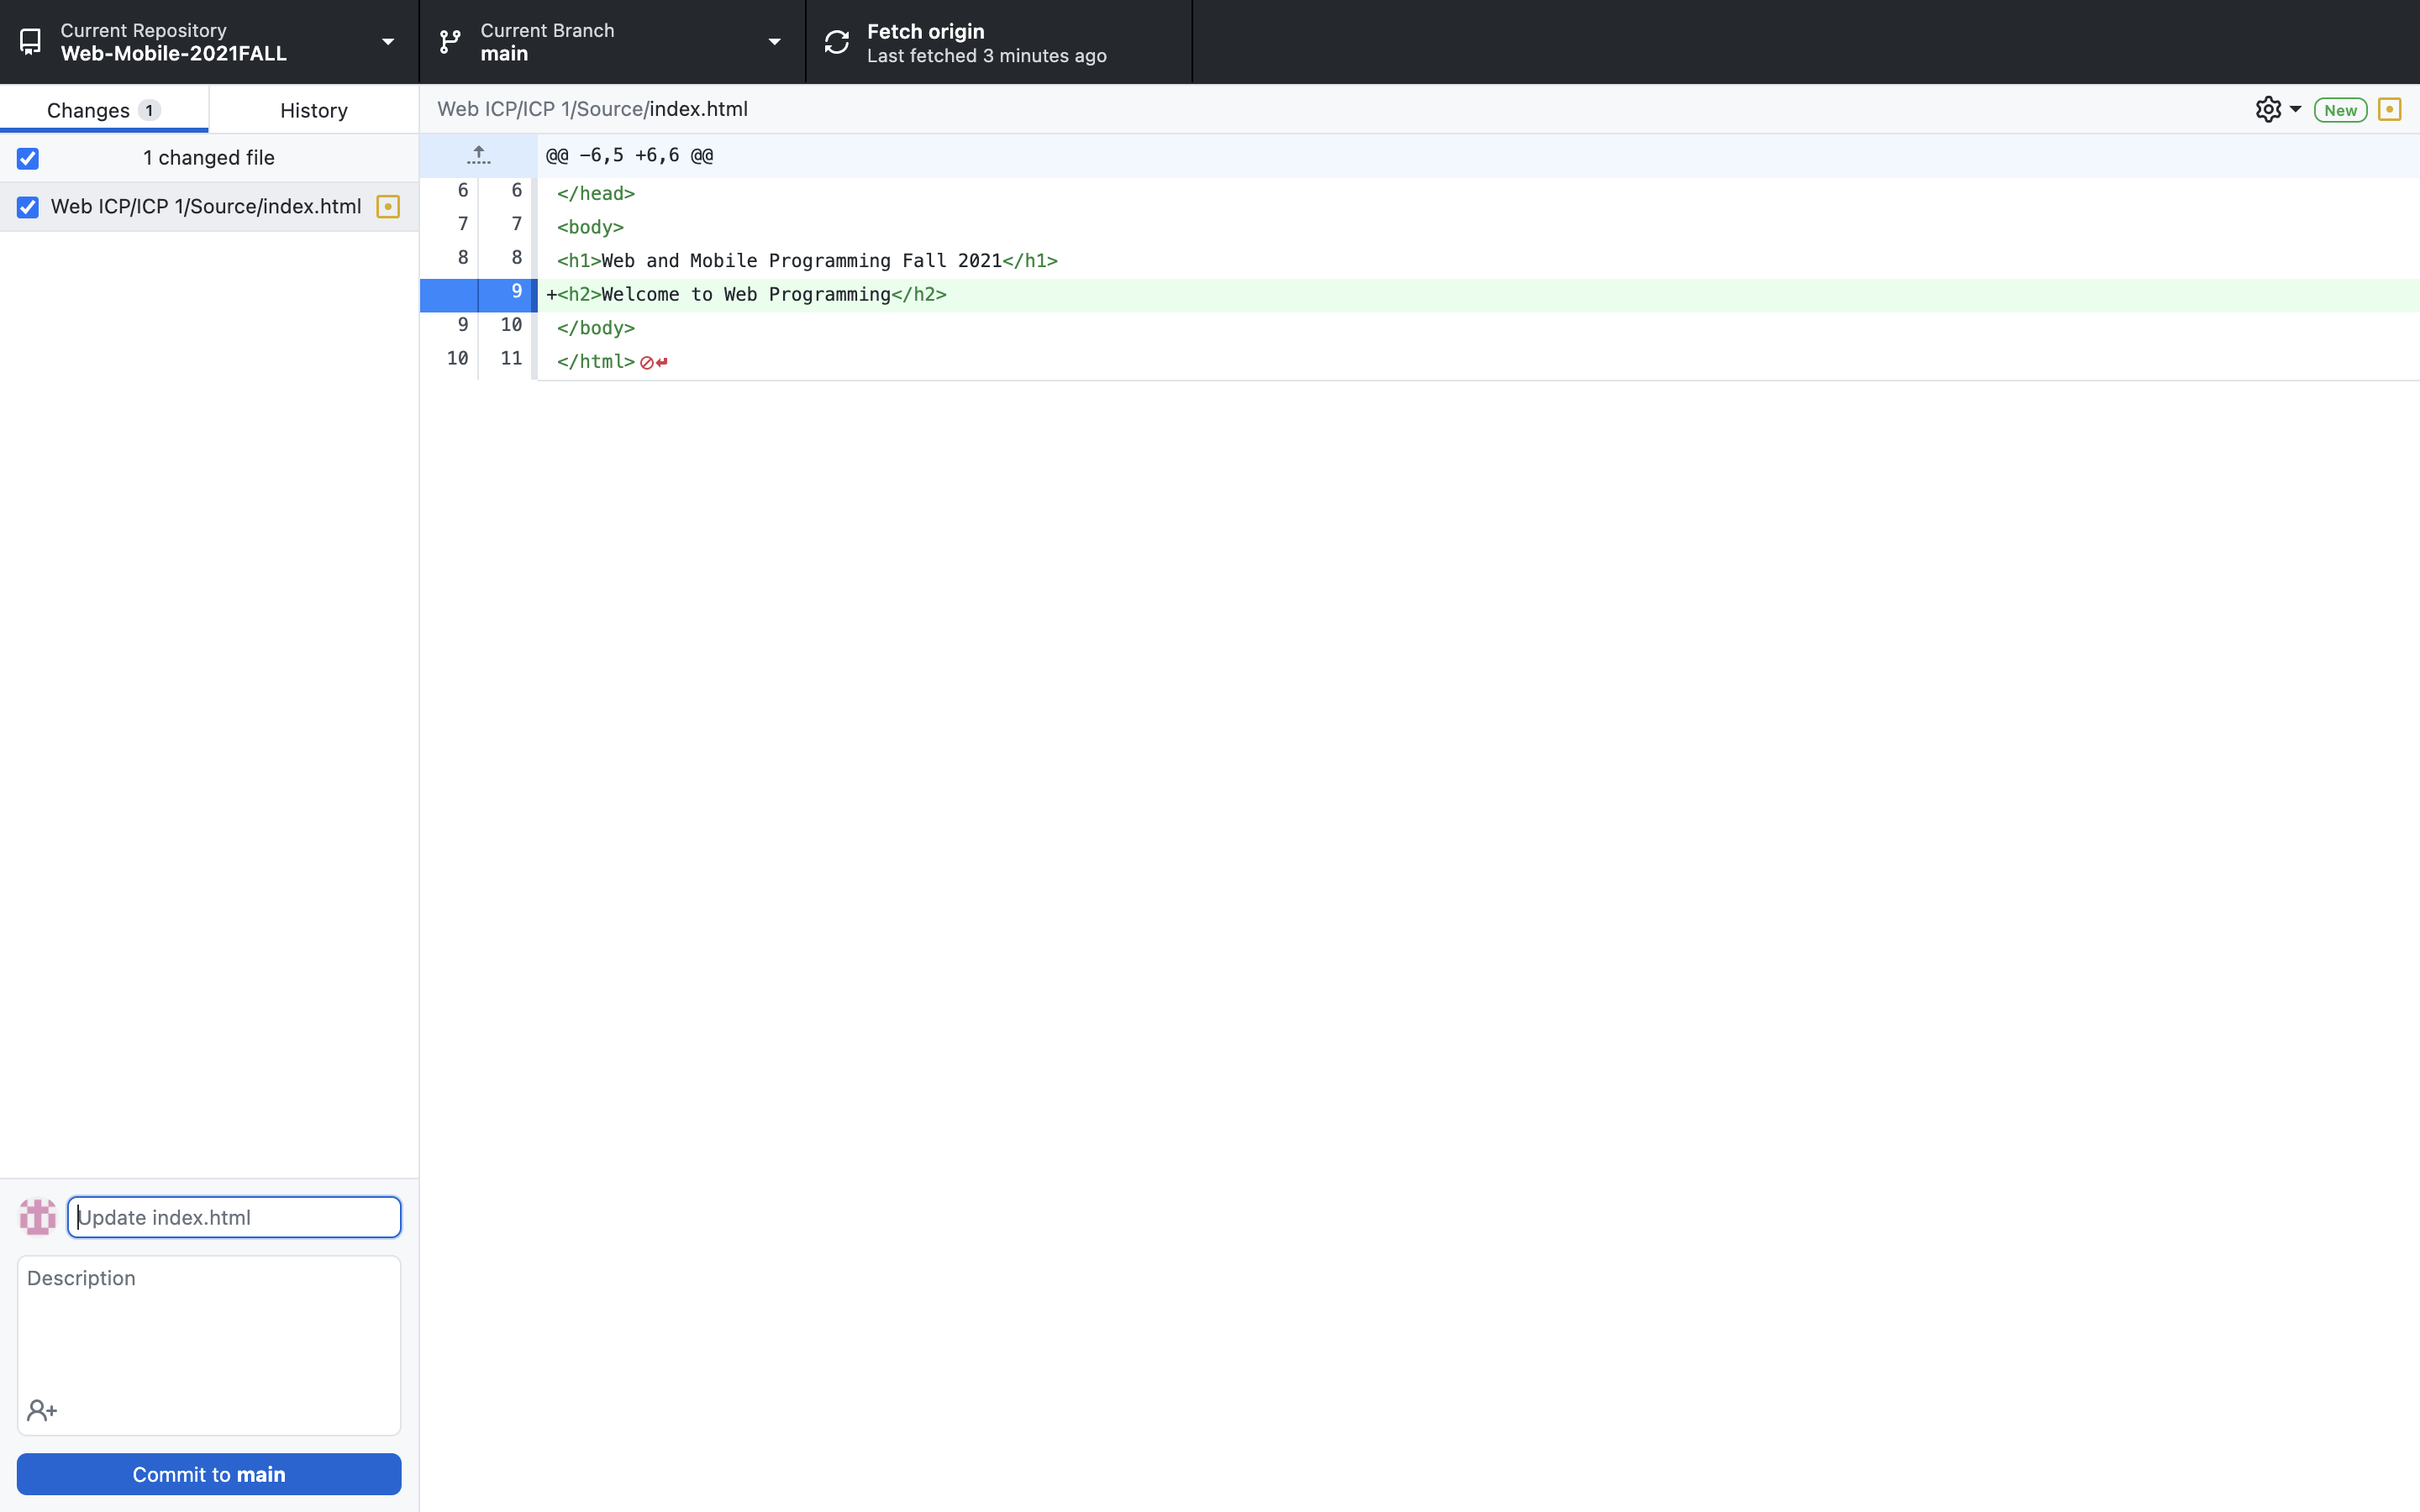 Current Repository
Web-Mobile-2021FALL
Current Branch
main
Fetch origin
Last fetched 3 minutes ago
Changes 1
History
Web ICP/ICP 1/Source/index.html
New
1 changed file
Web ICP/ICP 1/Source/index.html
@@ -6,5 +6,6 @@
6 6 </head>
7 7 <body>
8 8 <h1>Web and Mobile Programming Fall 2021</h1>
9 +<h2>Welcome to Web Programming</h2>
9 10 </body>
10 11 </html>
Update index.html
Description
Commit to main